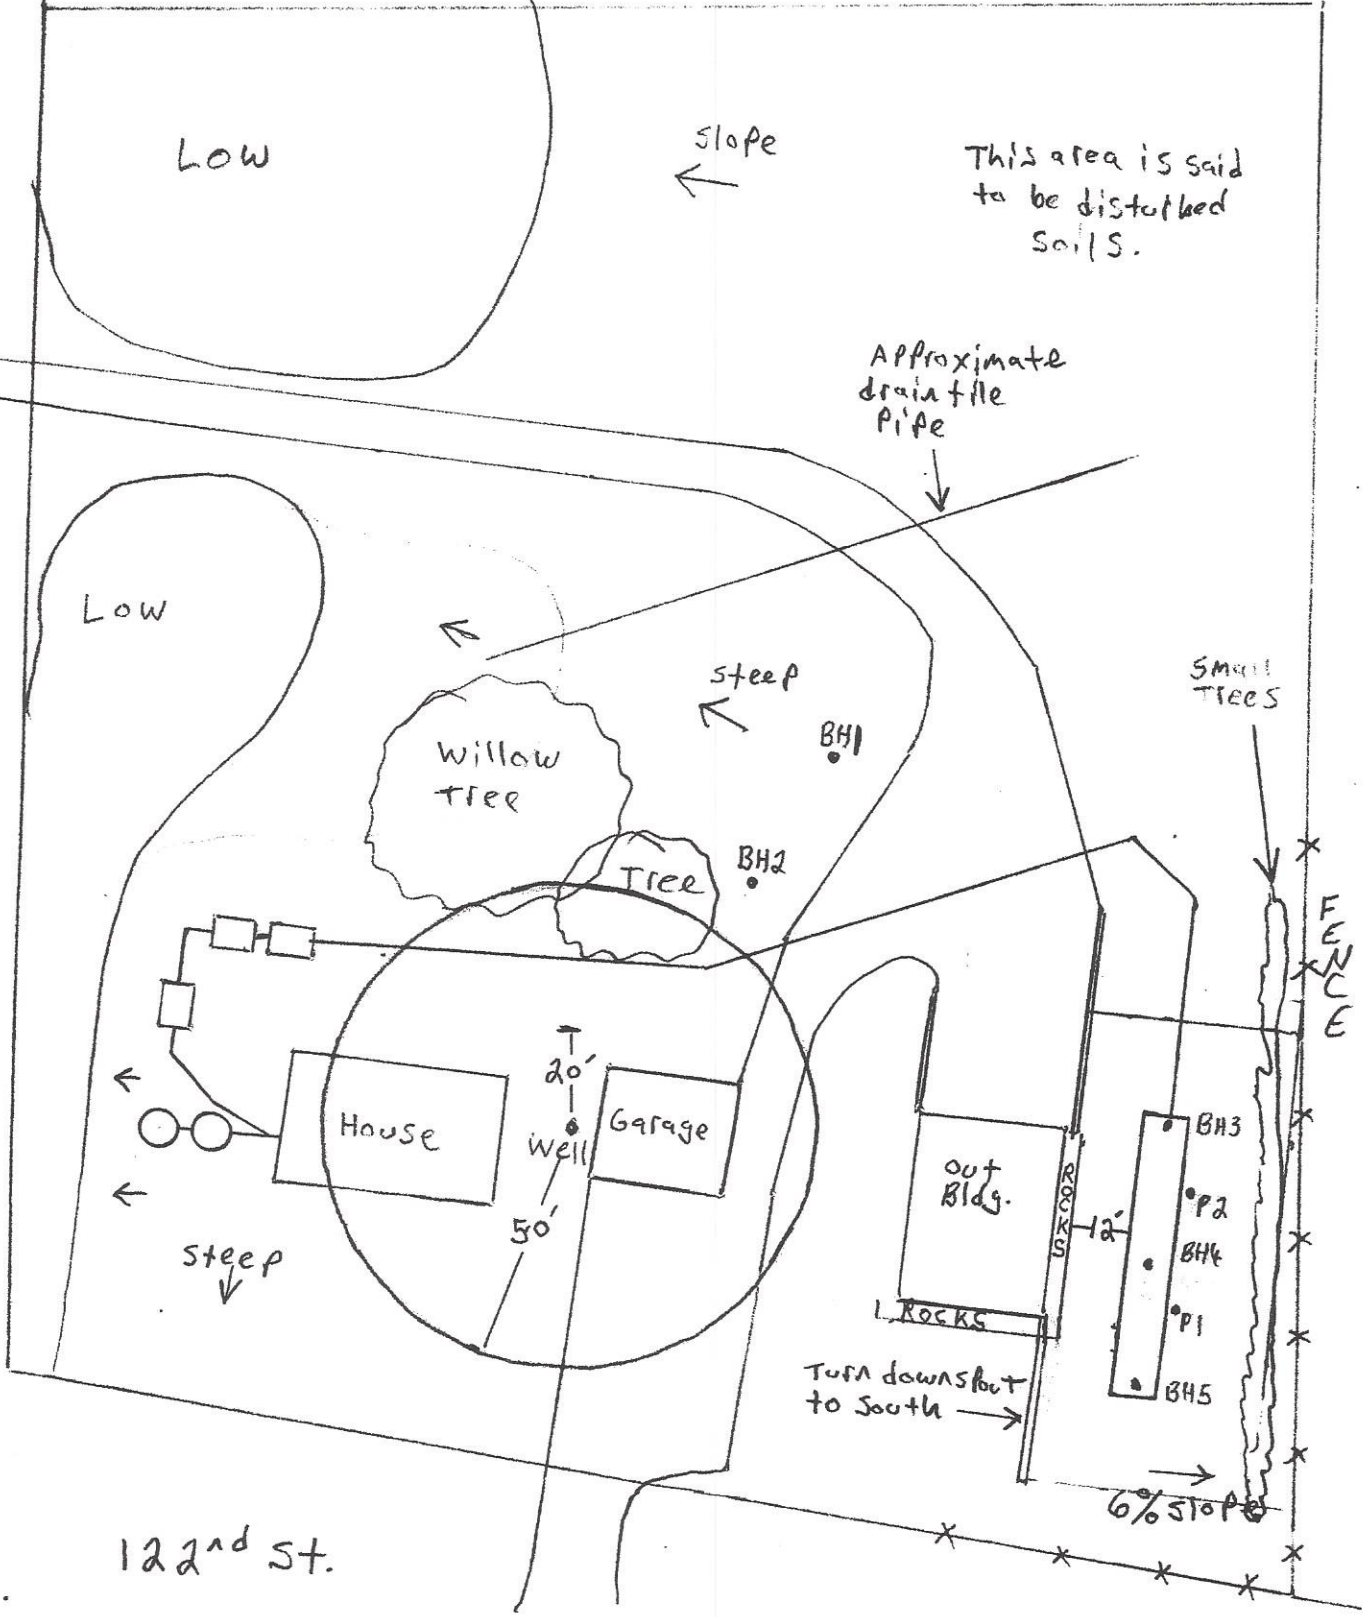 Low
slope
This area is said
to be disturbed
soils.
Approximate
drain tile
pipe
Low
steep
Small
Trees
Willow
Tree
BH1
Tree
BH2
FENCE
20'
House
Well
Garage
50'
Out
Bldg.
ROCKS
12'
BH3
P2
BH4
P1
BH5
steep
ROCKS
Turn downspout
to south
6% slope
122nd St.